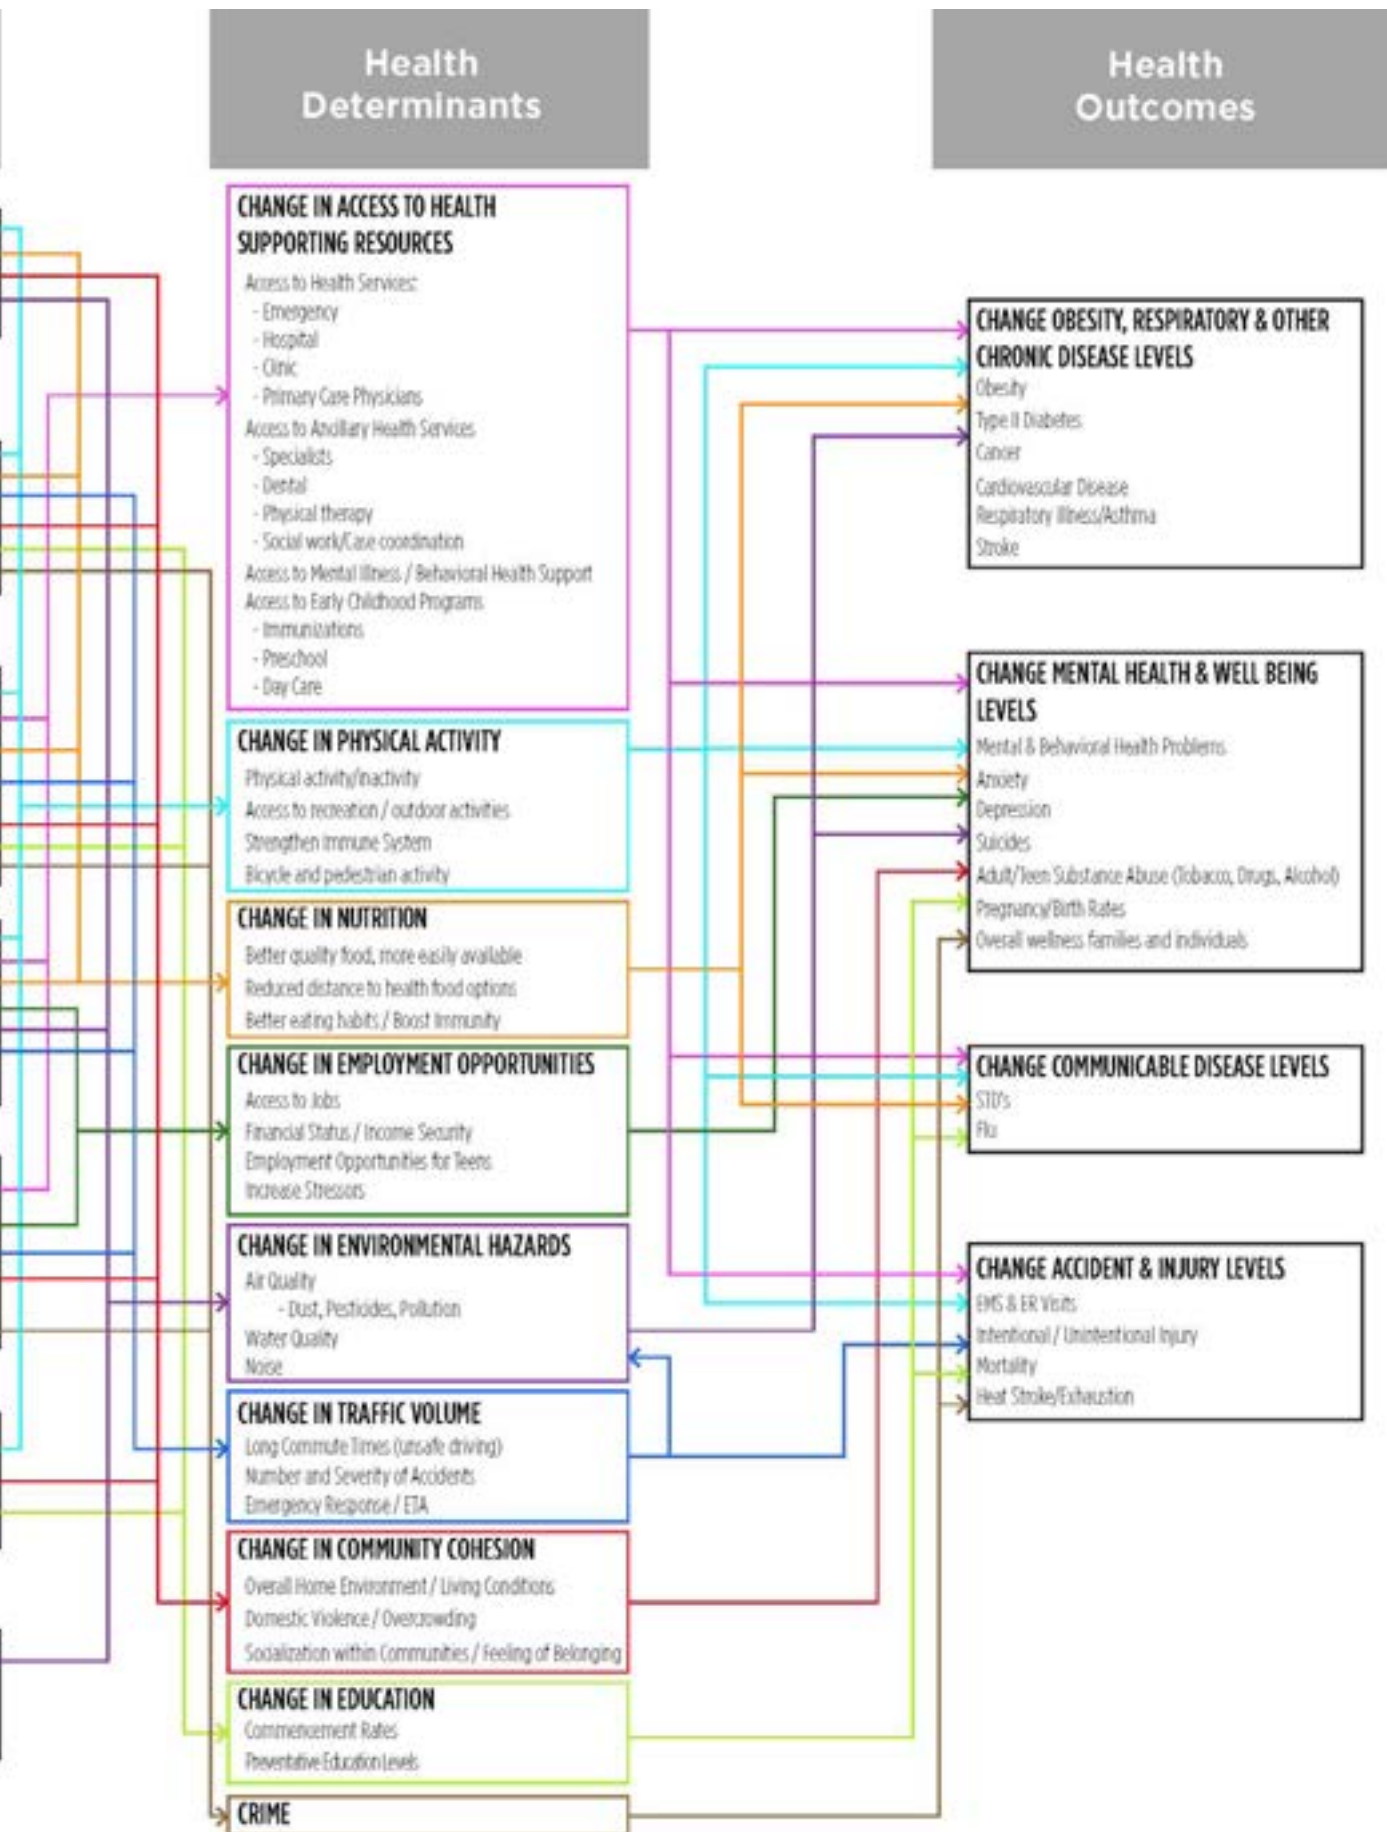 Health
Determinants
Health
Outcomes
CHANGE IN ACCESS TO HEALTH
SUPPORTING RESOURCES
Access to Health Services:
- Emergency
- Hospital
- Clinic
- Primary Care Physicians
Access to Ancillary Health Services
- Specialists
- Dental
- Physical therapy
- Social work/Case coordination
Access to Mental Illness / Behavioral Health Support
Access to Early Childhood Programs
- Immunizations
- Preschool
- Day Care
CHANGE IN PHYSICAL ACTIVITY
Physical activity/inactivity
Access to recreation / outdoor activities
Strengthen Immune System
Bicycle and pedestrian activity
CHANGE IN NUTRITION
Better quality food, more easily available
Reduced distance to health food options
Better eating habits / Boost Immunity
CHANGE IN EMPLOYMENT OPPORTUNITIES
Access to Jobs
Financial Status / Income Security
Employment Opportunities for Teens
Increase Stressors
CHANGE IN ENVIRONMENTAL HAZARDS
Air Quality
- Dust, Pesticides, Pollution
Water Quality
Noise
CHANGE IN TRAFFIC VOLUME
Long Commute Times (unsafe driving)
Number and Severity of Accidents
Emergency Response / ETA
CHANGE IN COMMUNITY COHESION
Overall Home Environment / Living Conditions
Domestic Violence / Overcrowding
Socialization within Communities / Feeling of Belonging
CHANGE IN EDUCATION
Commencement Rates
Preventative Education Levels
CRIME
CHANGE OBESITY, RESPIRATORY & OTHER
CHRONIC DISEASE LEVELS
Obesity
Type II Diabetes
Cancer
Cardiovascular Disease
Respiratory Illness/Asthma
Stroke
CHANGE MENTAL HEALTH & WELL BEING
LEVELS
Mental & Behavioral Health Problems
Anxiety
Depression
Suicides
Adult/Teen Substance Abuse (Tobacco, Drugs, Alcohol)
Pregnancy/Birth Rates
Overall wellness families and individuals
CHANGE COMMUNICABLE DISEASE LEVELS
STD's
Flu
CHANGE ACCIDENT & INJURY LEVELS
EMS & ER Visits
Intentional / Unintentional Injury
Mortality
Heat Stroke/Exhaustion